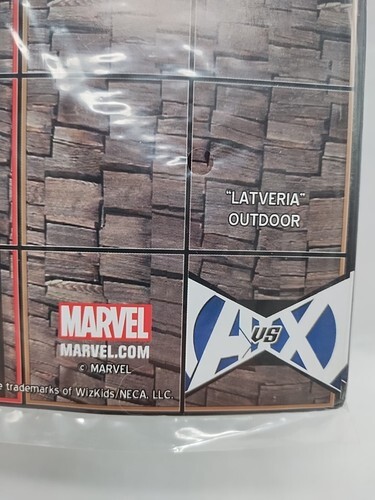 "LATVERIA"
OUTDOOR
MARVEL
MARVEL.COM
© MARVEL
A VS X
trademarks of WizKids/NECA, LLC.